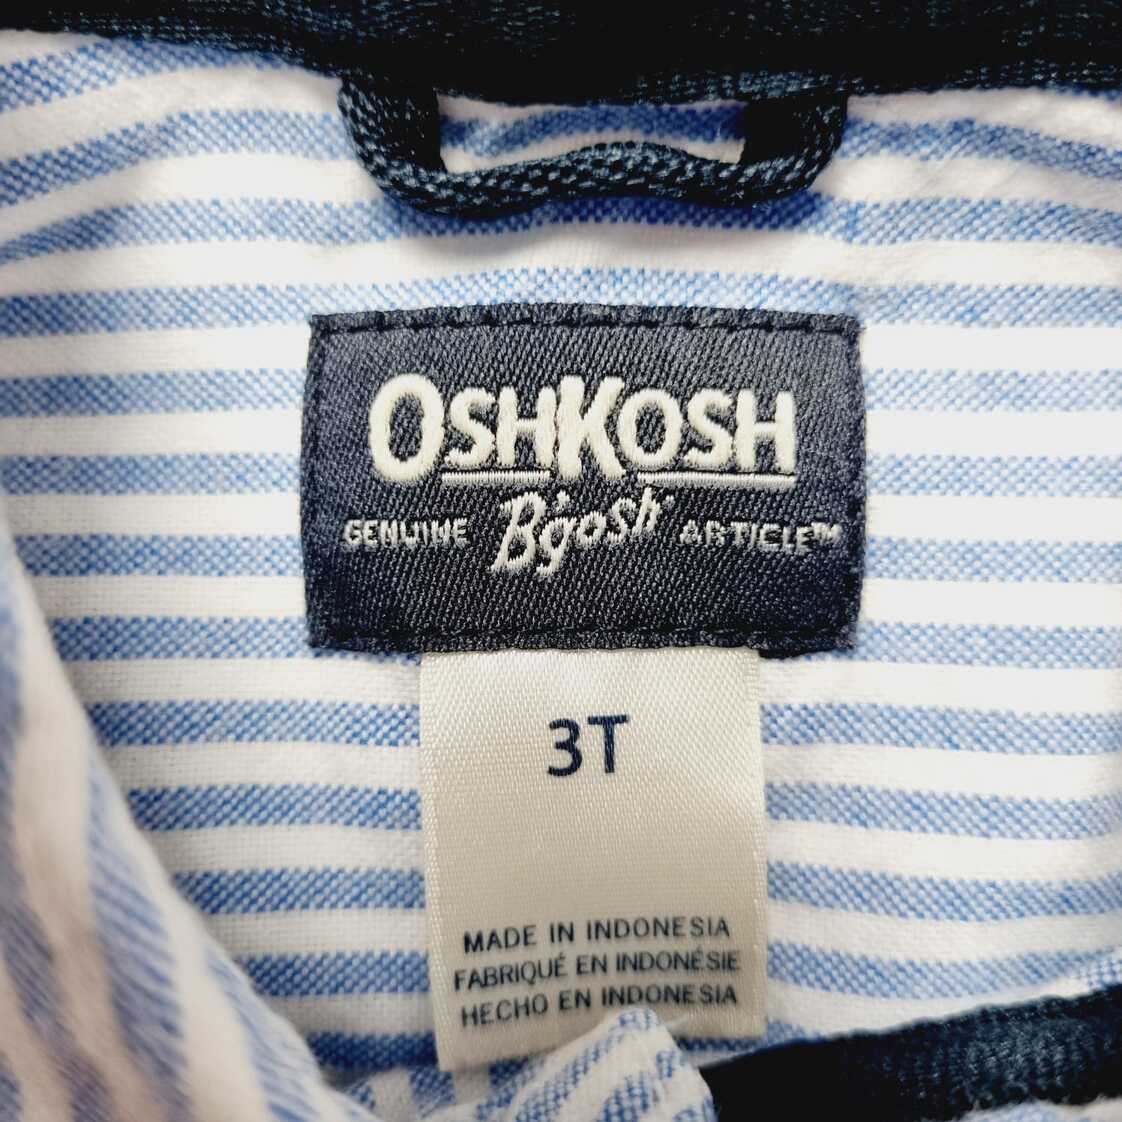 OSHKOSH
GENUINE B'gosh ARTICLE™
3T
MADE IN INDONESIA
FABRIQUÉ EN INDONÉSIE
HECHO EN INDONESIA